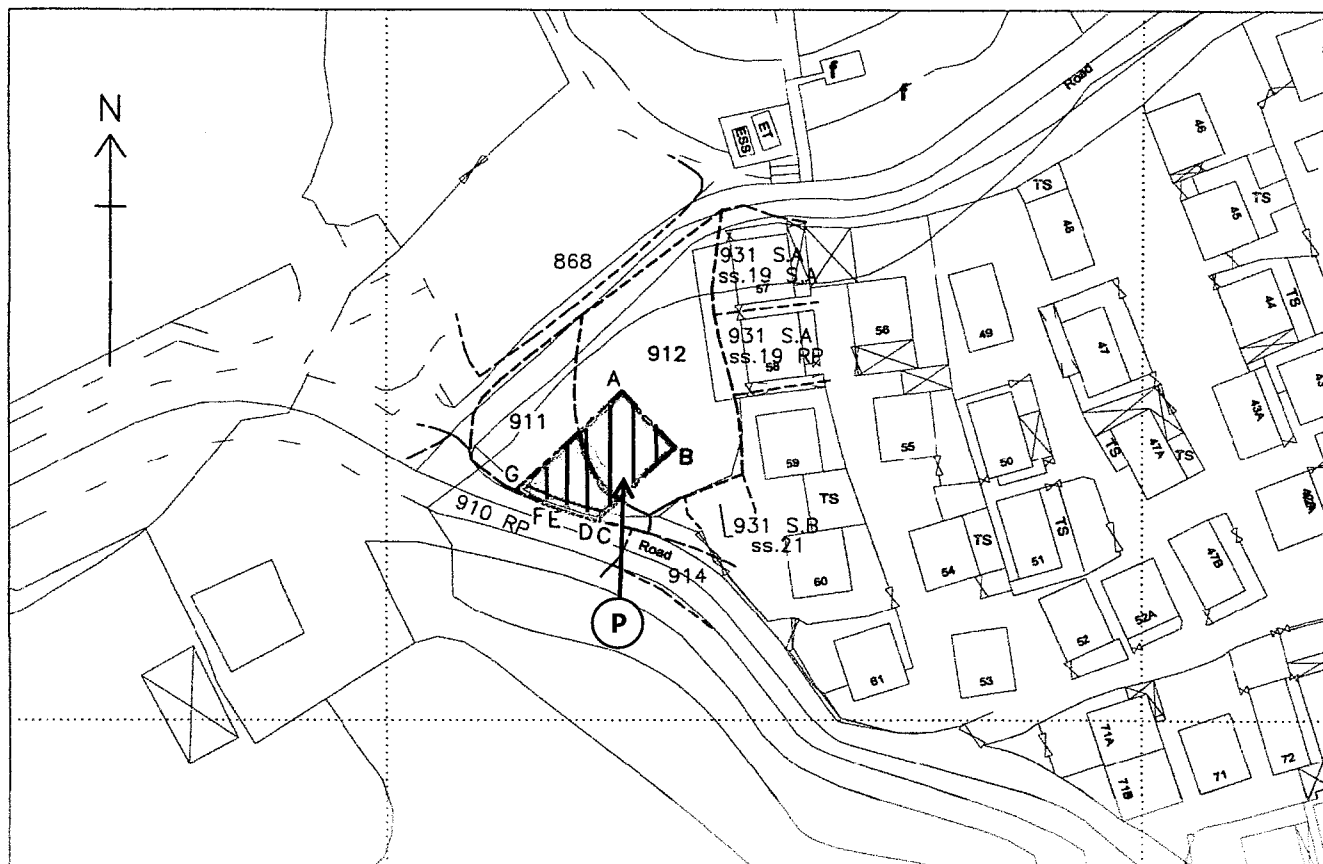 N
f
f
Road
ESS
ET
46
TS
TS
45
48
868
931 S.A
ss.19 S.A
57
56
49
47
44
TS
912
931 S.A
ss.19 RP
58
A
43A
911
B
59
55
50
47A
TS
TS
G
TS
910 RP
F E
D C
931 S.B
ss.21
TS
51
TS
Road
914
60
54
47B
52
52A
P
61
53
71A
71B
71
72